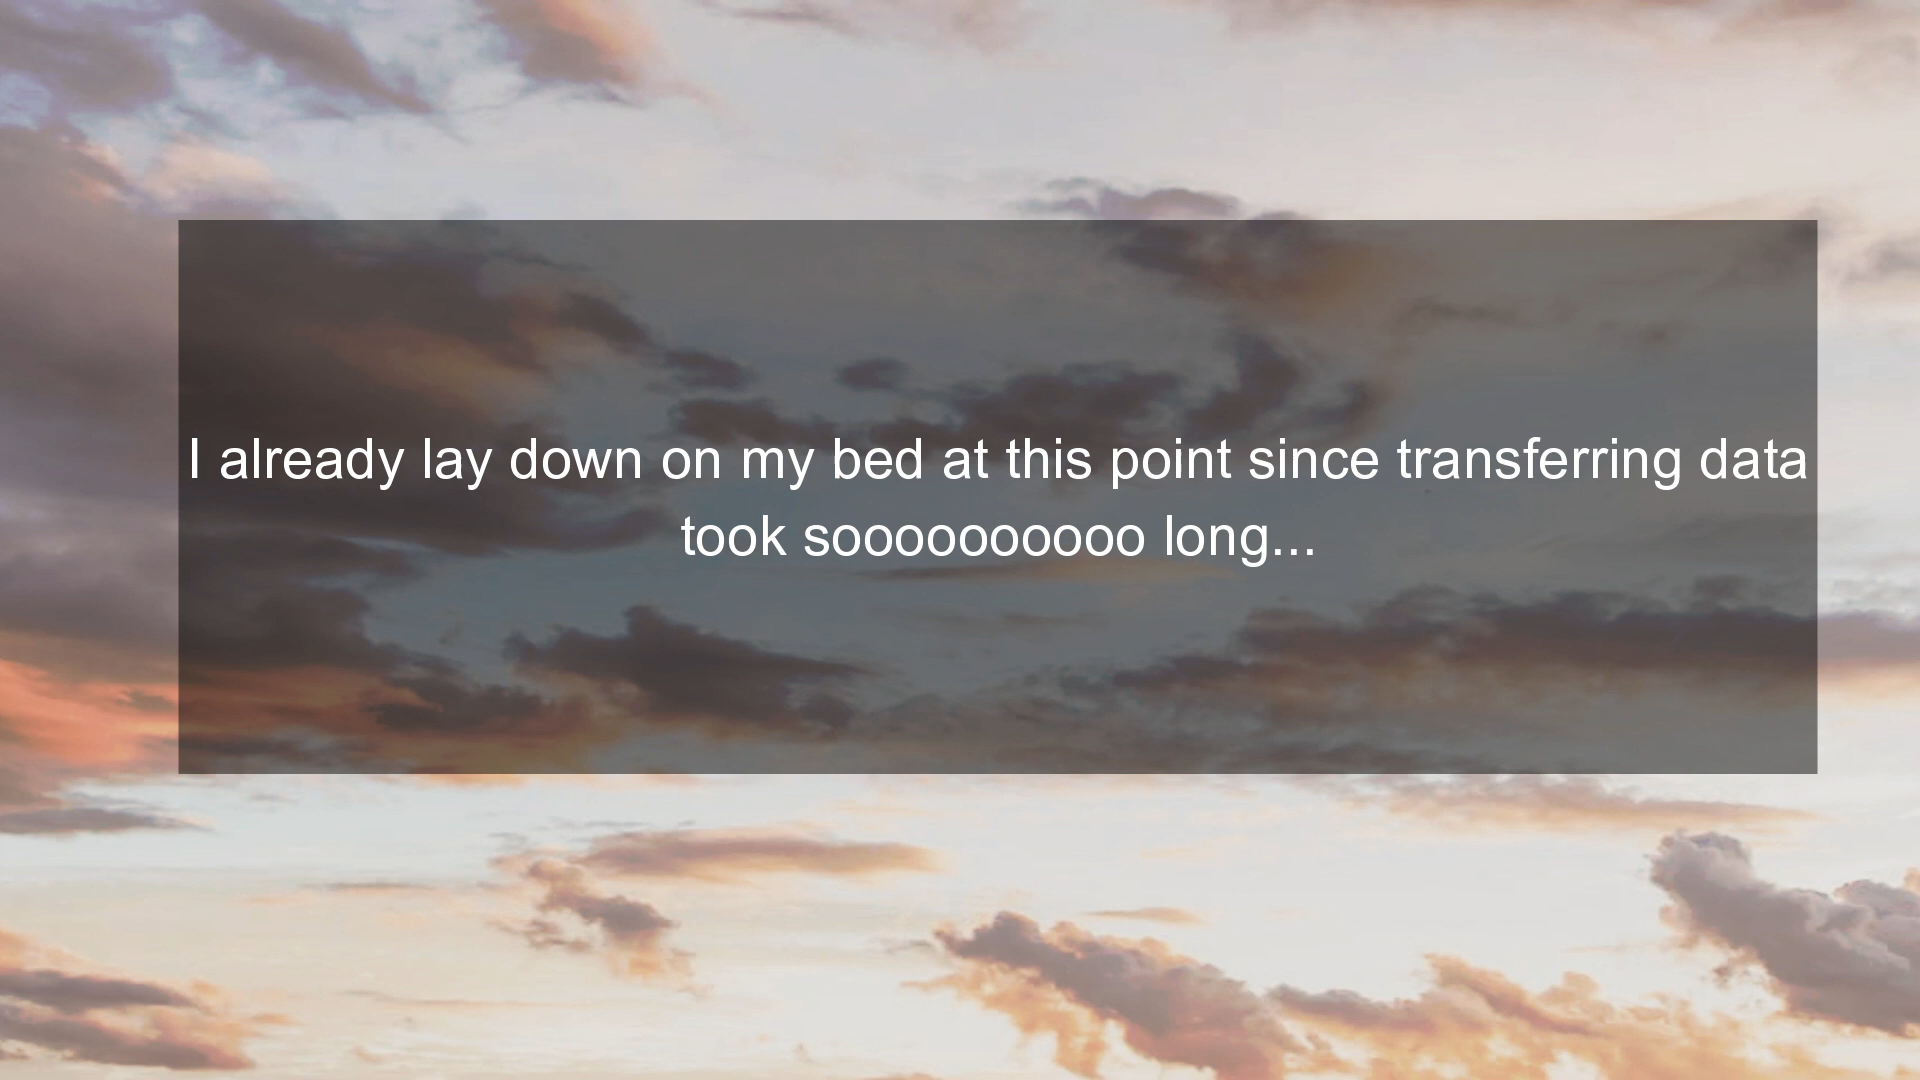 I already lay down on my bed at this point since transferring data
took soooooooooo long...